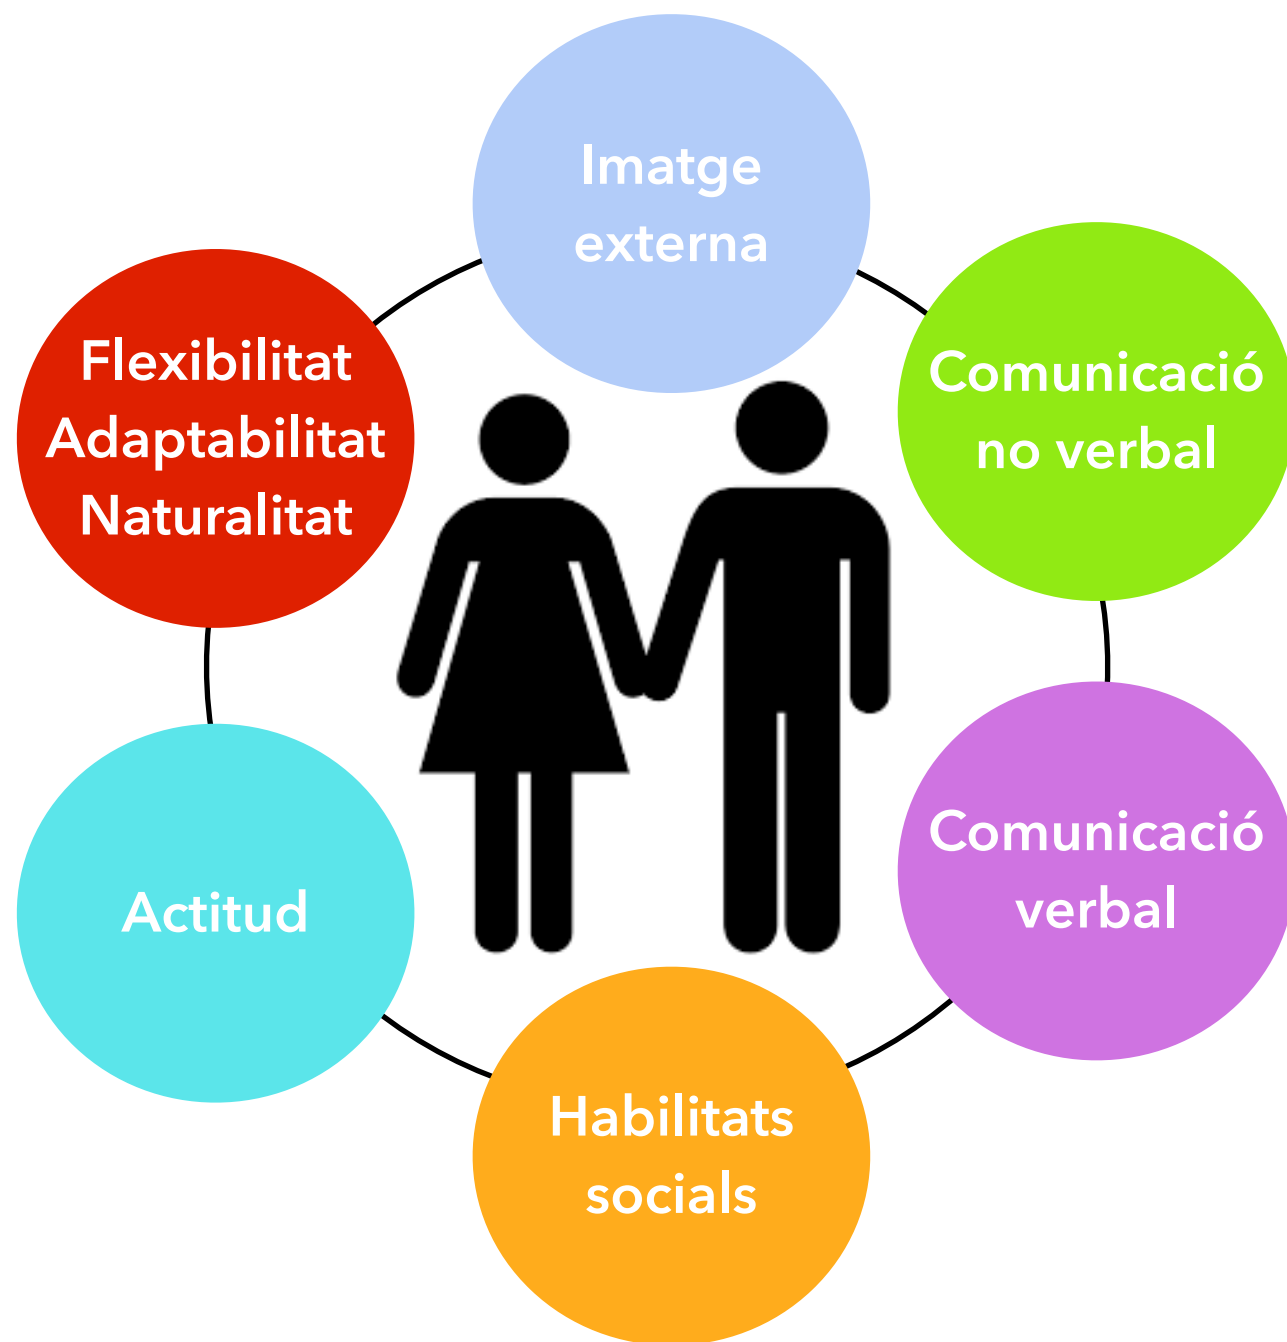 Imatge
externa
Comunicació
no verbal
Comunicació
verbal
Habilitats
socials
Actitud
Flexibilitat
Adaptabilitat
Naturalitat